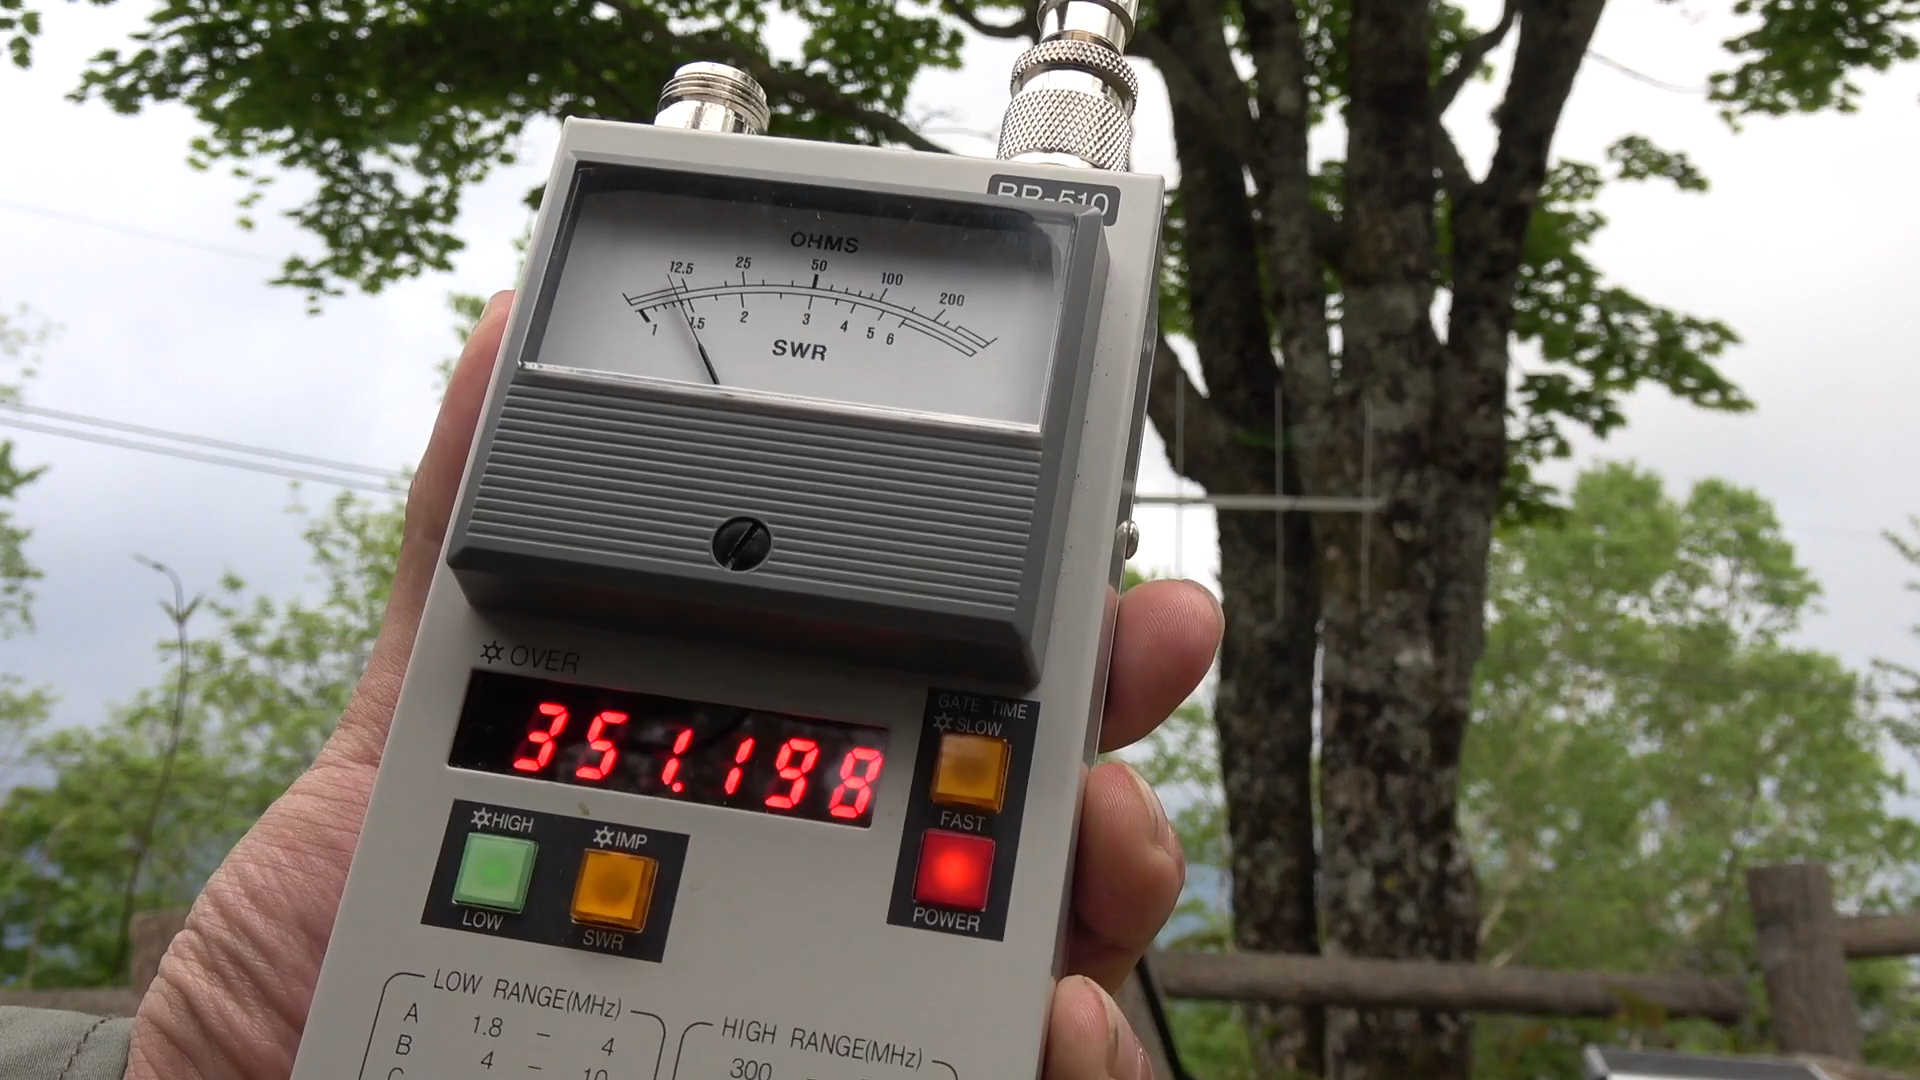 BR-510
OHMS
12.5 25 50 100 200
1 1.5 2 3 4 5 6
SWR
OVER
351.198
GATE TIME
SLOW
FAST
POWER
HIGH
LOW
IMP
SWR
LOW RANGE(MHz)
A 1.8 – 4
B 4 – 10
HIGH RANGE(MHz)
300 –